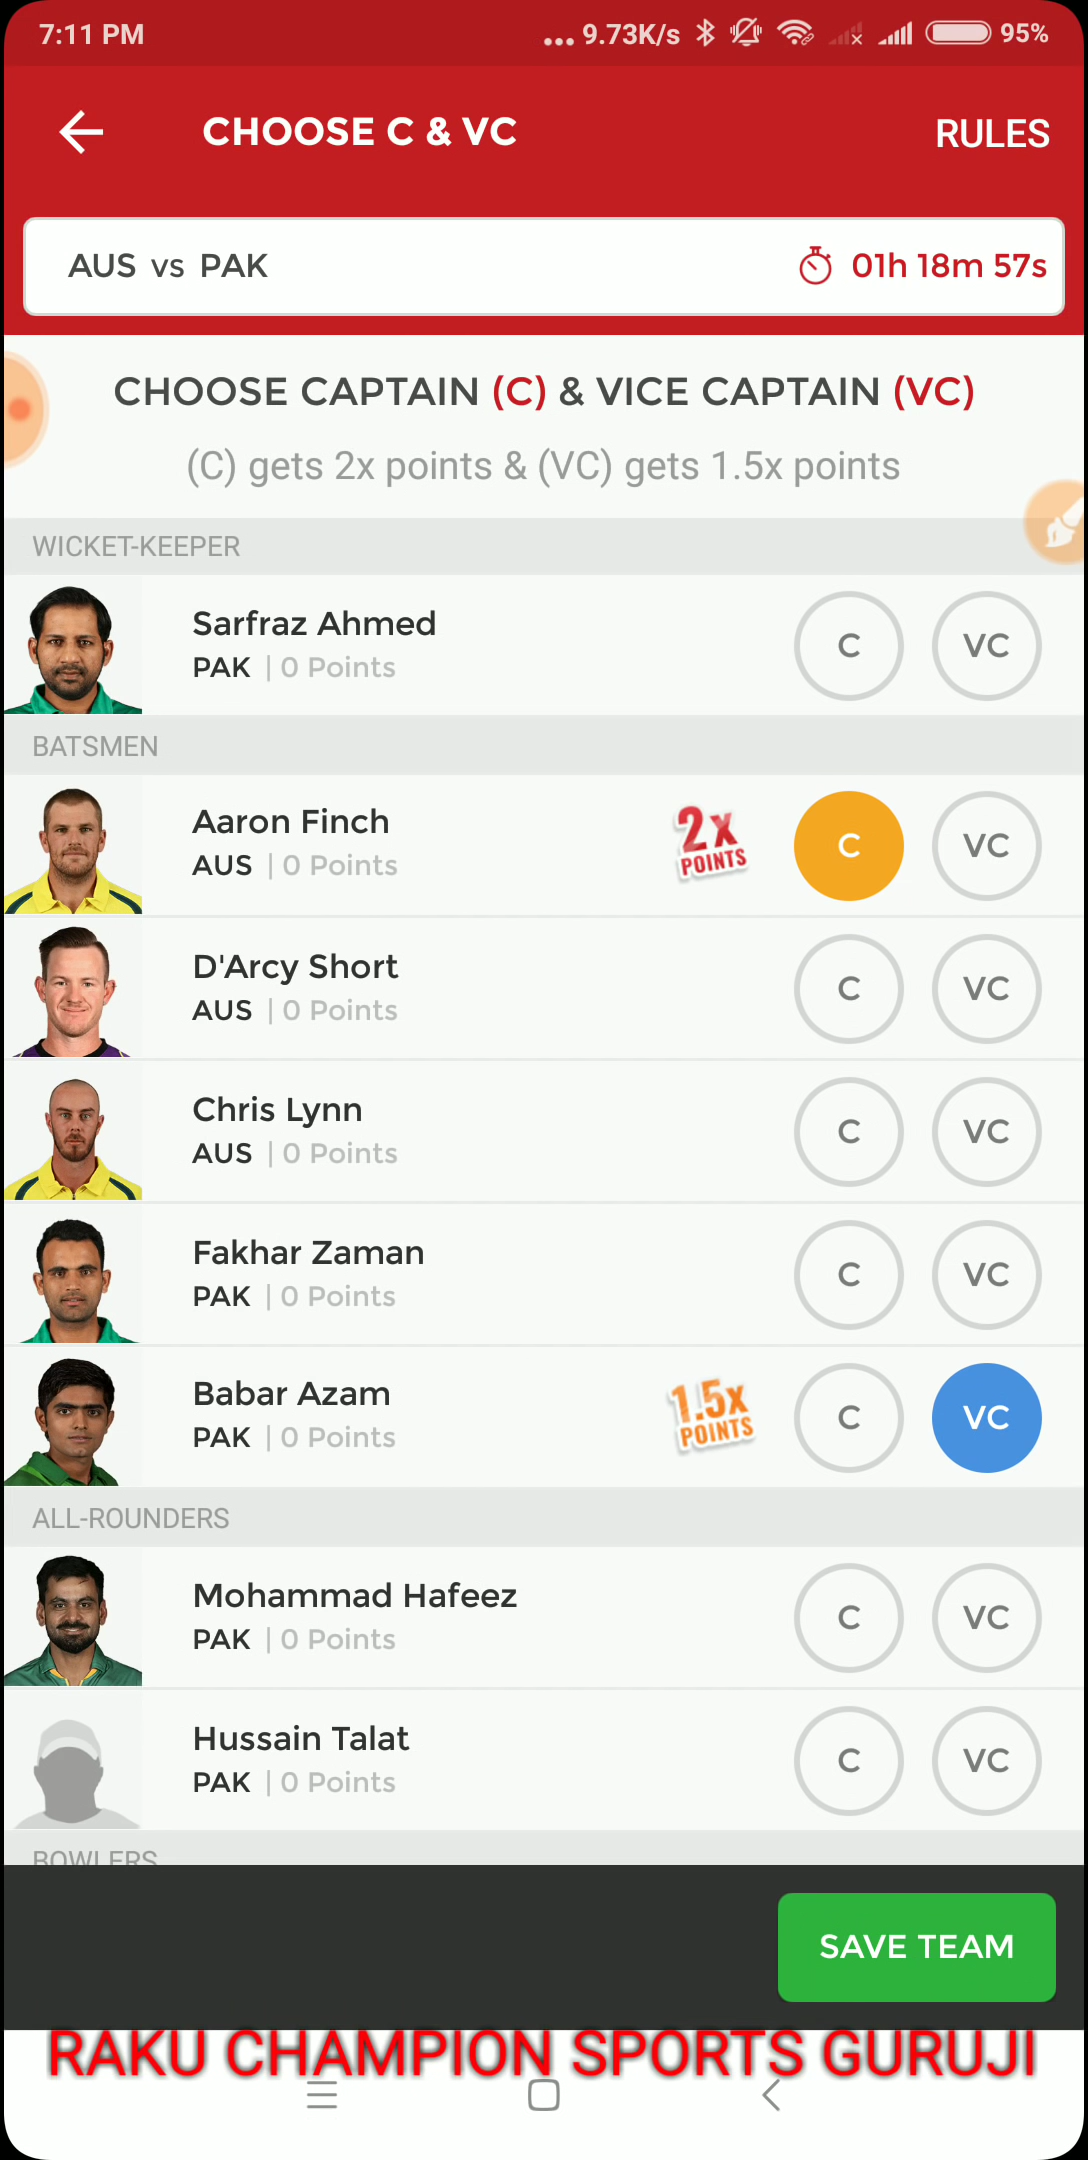 7:11 PM ... 9.73K/s 95%
CHOOSE C & VC RULES
AUS vs PAK 01h 18m 57s
CHOOSE CAPTAIN (C) & VICE CAPTAIN (VC)
(C) gets 2x points & (VC) gets 1.5x points
WICKET-KEEPER
Sarfraz Ahmed
PAK | 0 Points
C VC
BATSMEN
Aaron Finch
AUS | 0 Points
2x POINTS
C VC
D'Arcy Short
AUS | 0 Points
C VC
Chris Lynn
AUS | 0 Points
C VC
Fakhar Zaman
PAK | 0 Points
C VC
Babar Azam
PAK | 0 Points
1.5x POINTS
C VC
ALL-ROUNDERS
Mohammad Hafeez
PAK | 0 Points
C VC
Hussain Talat
PAK | 0 Points
C VC
BOWLERS
SAVE TEAM
RAKU CHAMPION SPORTS GURUJI